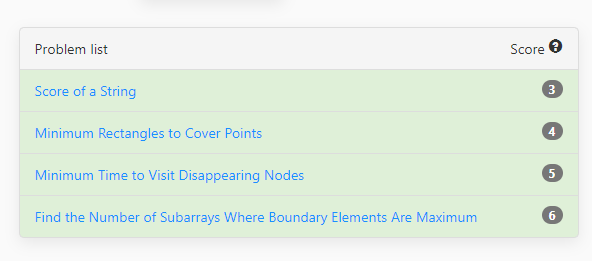 Problem list Score ?
Score of a String 3
Minimum Rectangles to Cover Points 4
Minimum Time to Visit Disappearing Nodes 5
Find the Number of Subarrays Where Boundary Elements Are Maximum 6